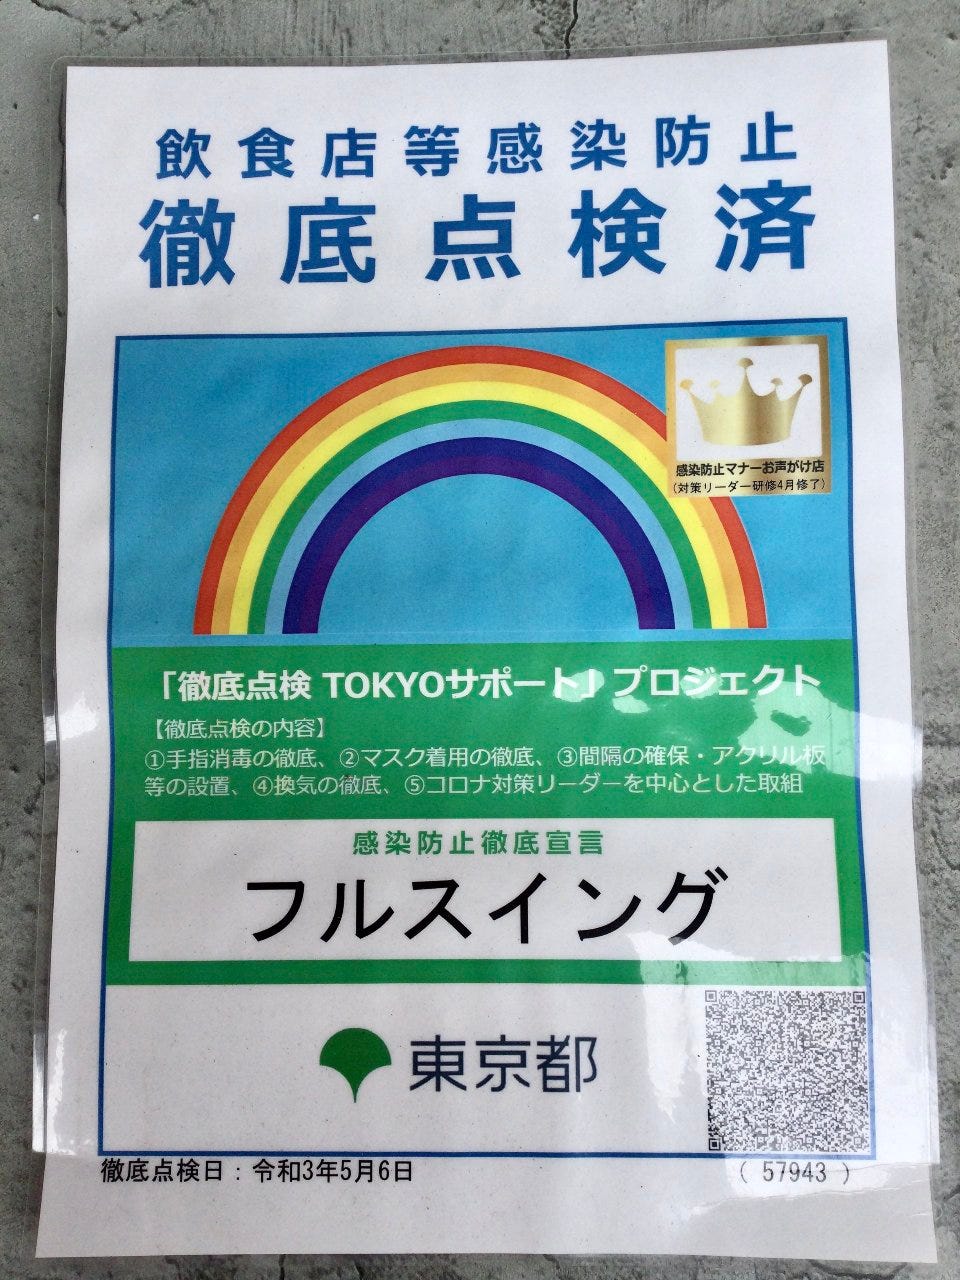 飲食店等感染防止
徹底点検済
感染防止マナーお声がけ店
(対策リーダー研修4月修了)
「徹底点検 TOKYOサポート」プロジェクト
【徹底点検の内容】
①手指消毒の徹底、②マスク着用の徹底、③間隔の確保・アクリル板
等の設置、④換気の徹底、⑤コロナ対策リーダーを中心とした取組
感染防止徹底宣言
フルスイング
東京都
徹底点検日：令和3年5月6日
( 57943 )